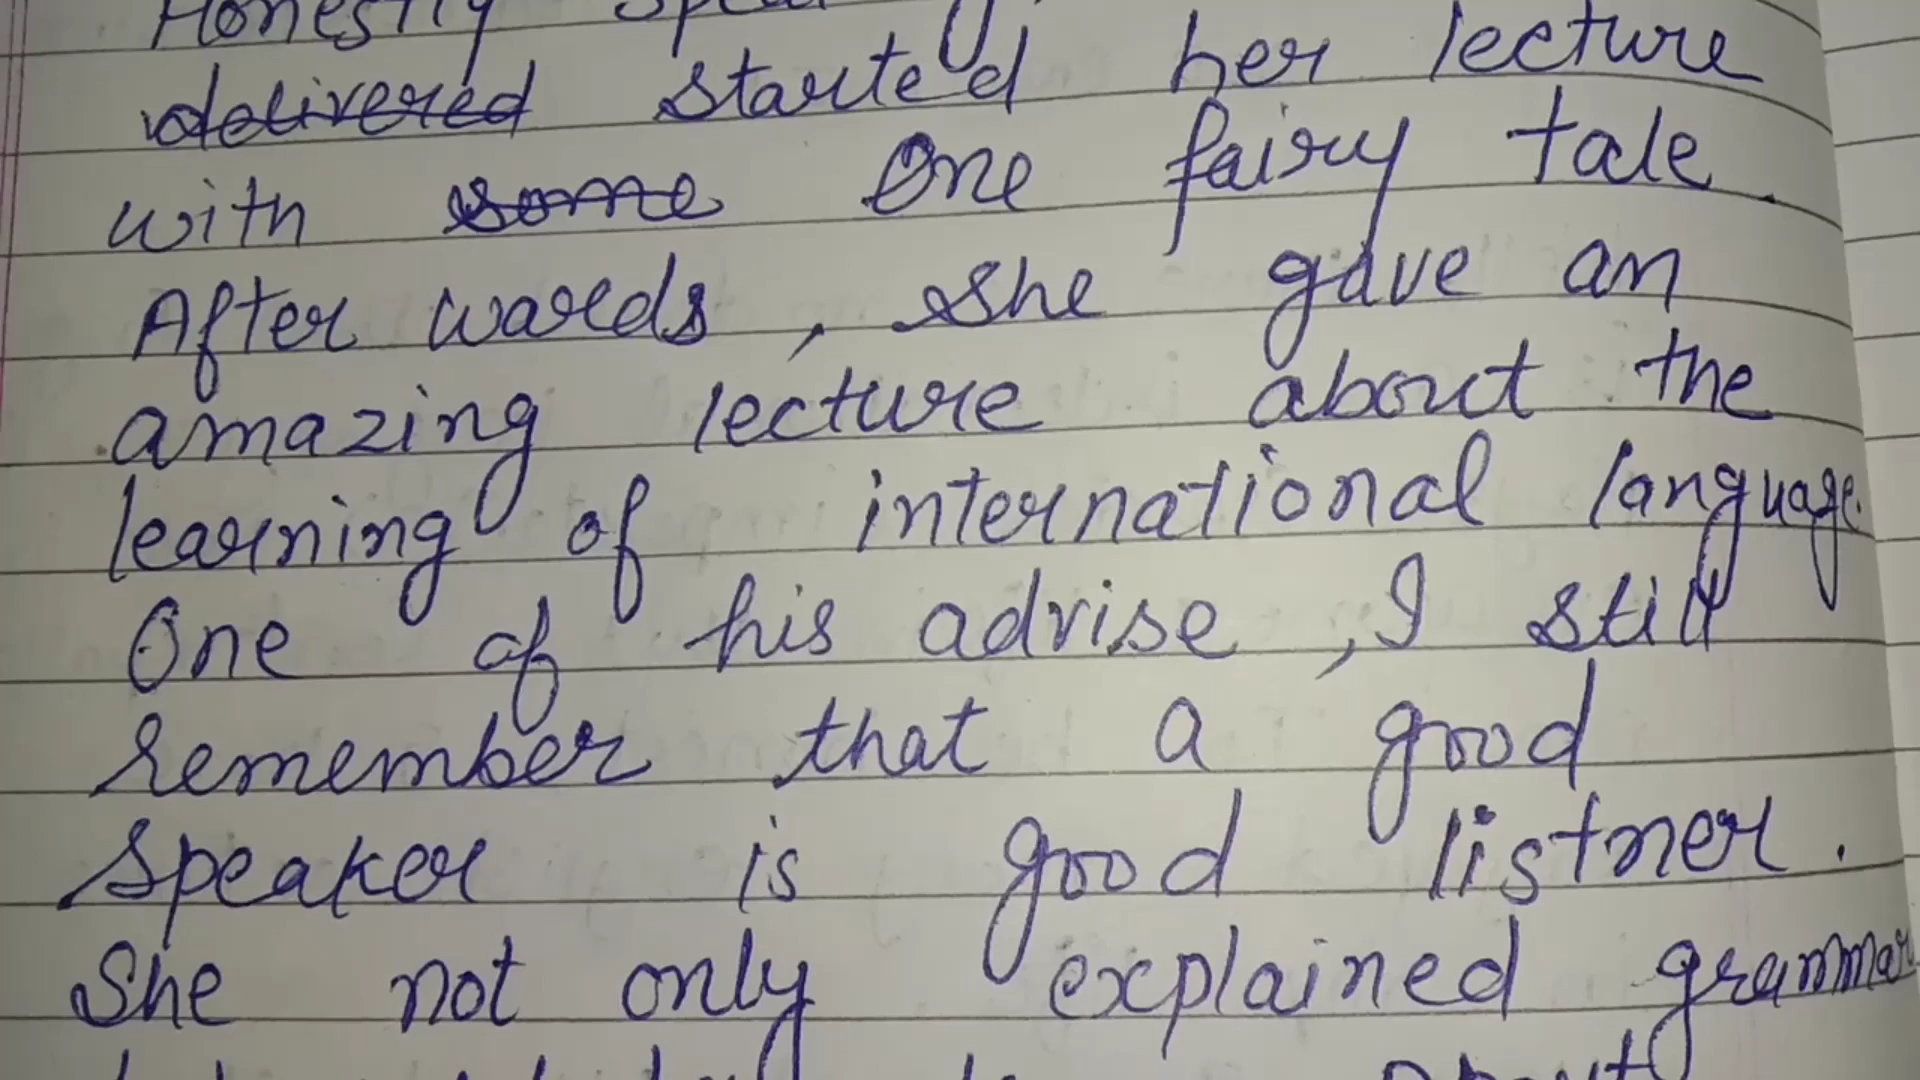 Honestly
delivered started her lecture
with some One fairy tale.
After wards, she gave an
amazing lecture about the
learning of international language.
One of his advise, I still
remember that a good
speaker is good listner.
She not only explained grammar
about